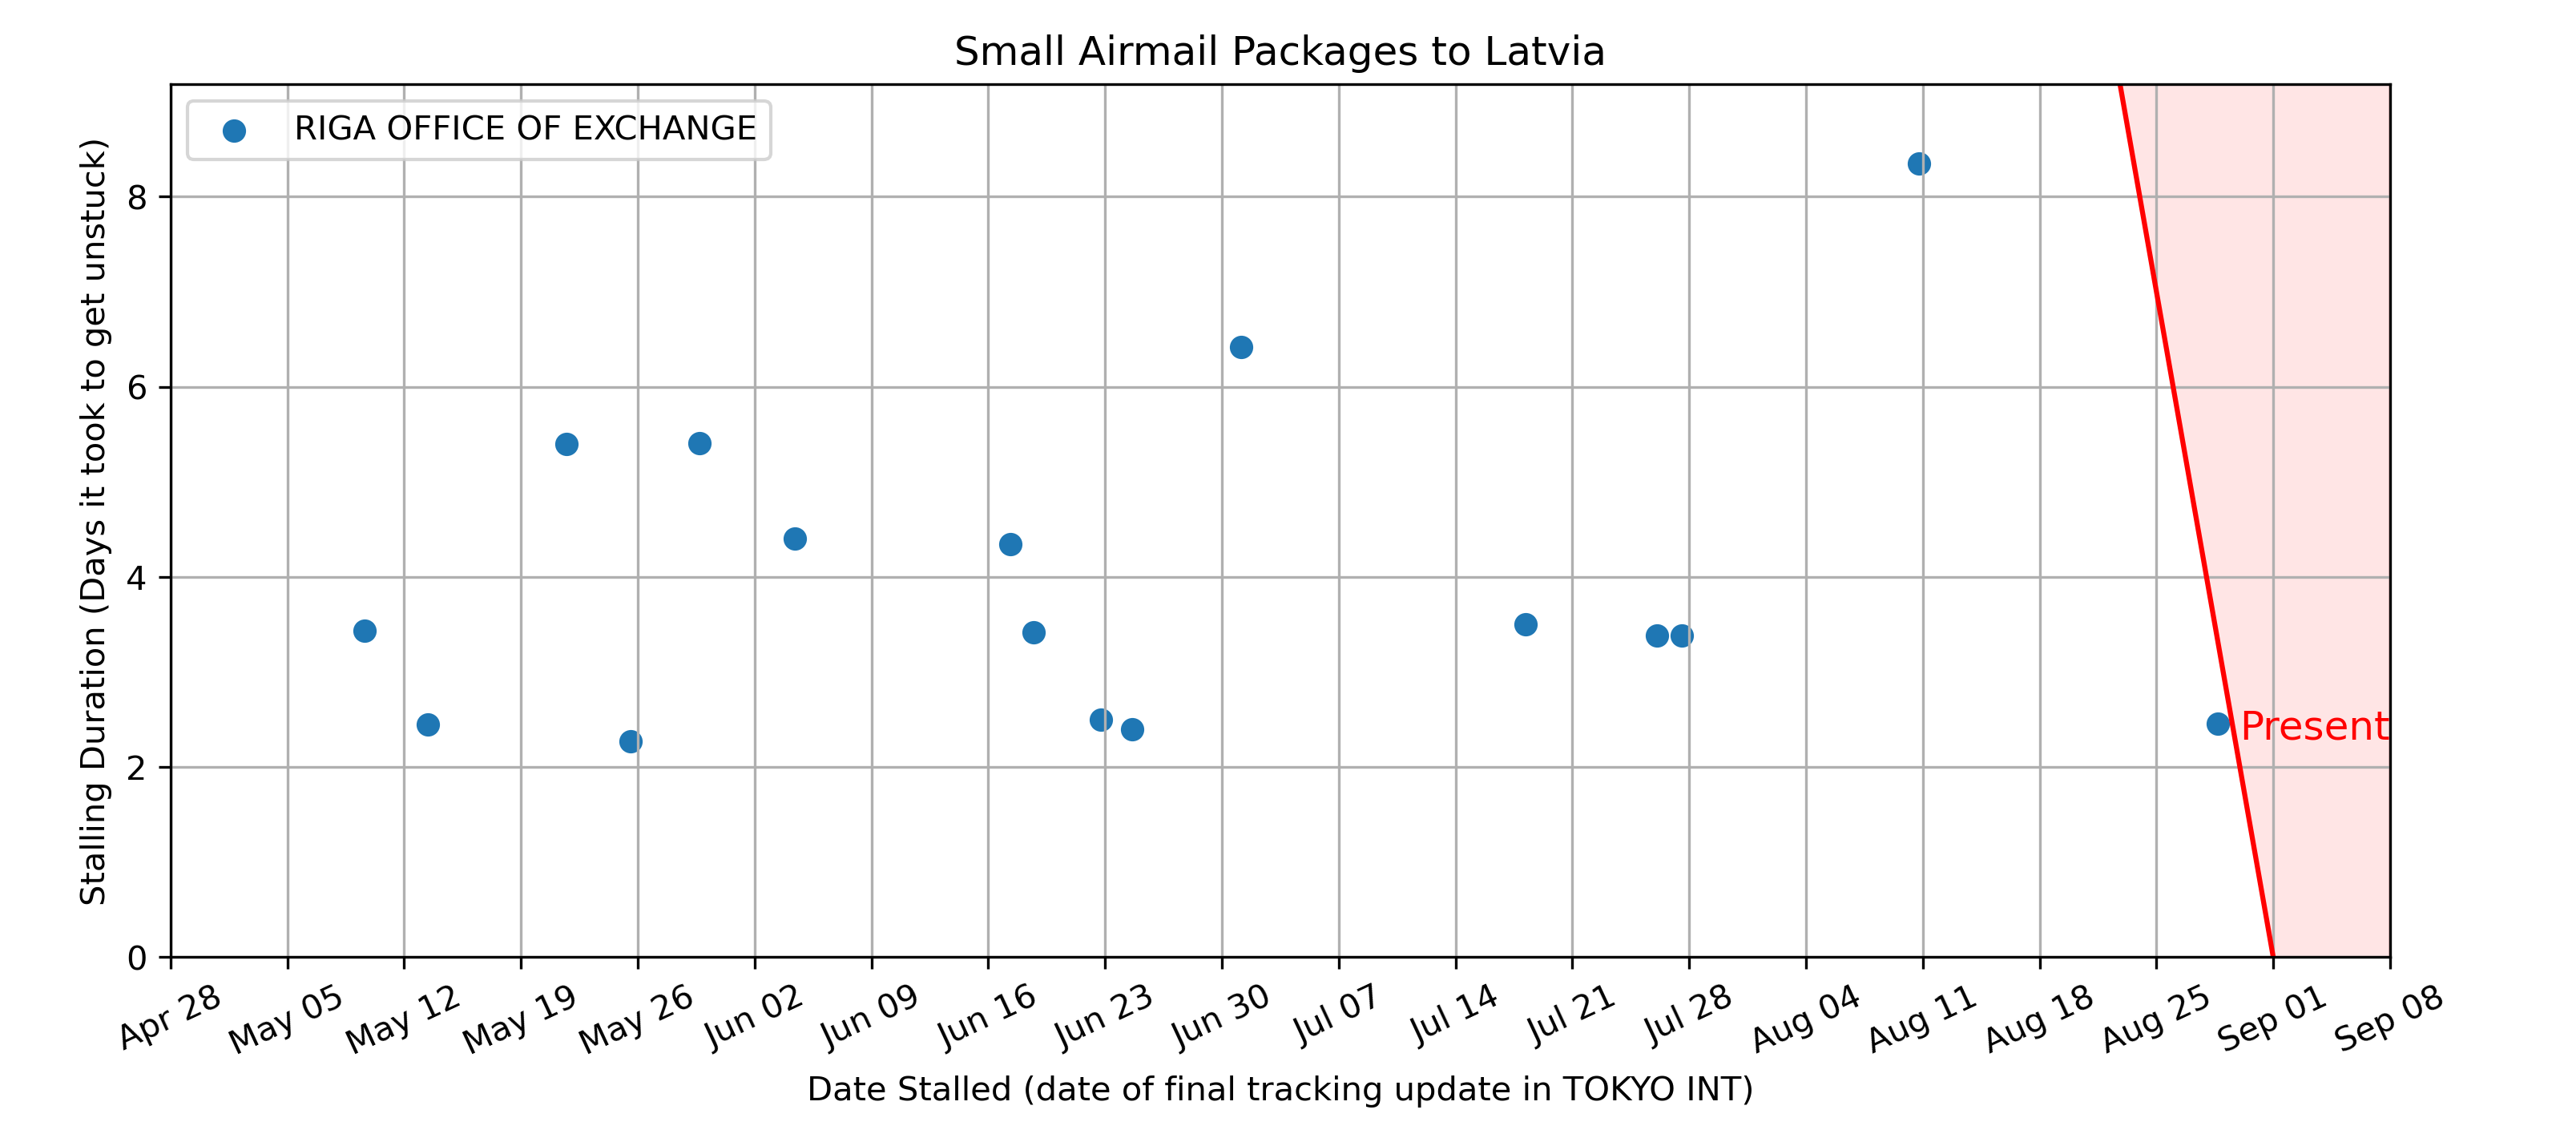 Small Airmail Packages to Latvia
RIGA OFFICE OF EXCHANGE
Stalling Duration (Days it took to get unstuck)
8
6
4
2
0
Present
Apr 28
May 05
May 12
May 19
May 26
Jun 02
Jun 09
Jun 16
Jun 23
Jun 30
Jul 07
Jul 14
Jul 21
Jul 28
Aug 04
Aug 11
Aug 18
Aug 25
Sep 01
Sep 08
Date Stalled (date of final tracking update in TOKYO INT)